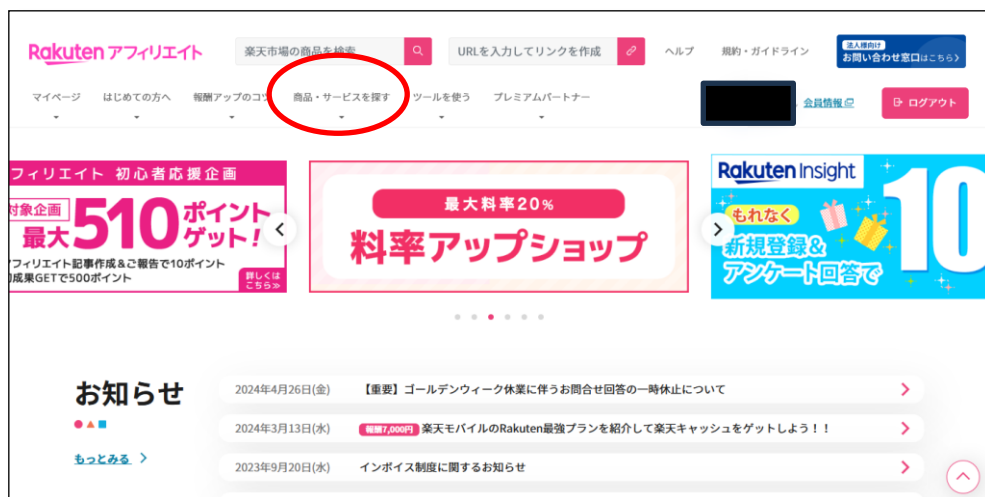 Rakuten アフィリエイト
楽天市場の商品を検索
URLを入力してリンクを作成
ヘルプ
規約・ガイドライン
法人様向け
お問い合わせ窓口はこちら
マイページ
はじめての方へ
報酬アップのコツ
商品・サービスを探す
ツールを使う
プレミアムパートナー
会員情報
ログアウト
フィリエイト 初心者応援企画
対象企画
最大510ポイントゲット！
フィリエイト記事作成&ご報告で10ポイント
成果GETで500ポイント
詳しくは
こちら≫
最大料率20%
料率アップショップ
Rakuten Insight
もれなく
新規登録&
アンケート回答で
10
お知らせ
もっとみる
2024年4月26日(金) 【重要】ゴールデンウィーク休業に伴うお問合せ回答の一時休止について
2024年3月13日(水) 報酬7,000円 楽天モバイルのRakuten最強プランを紹介して楽天キャッシュをゲットしよう！！
2023年9月20日(水) インボイス制度に関するお知らせ